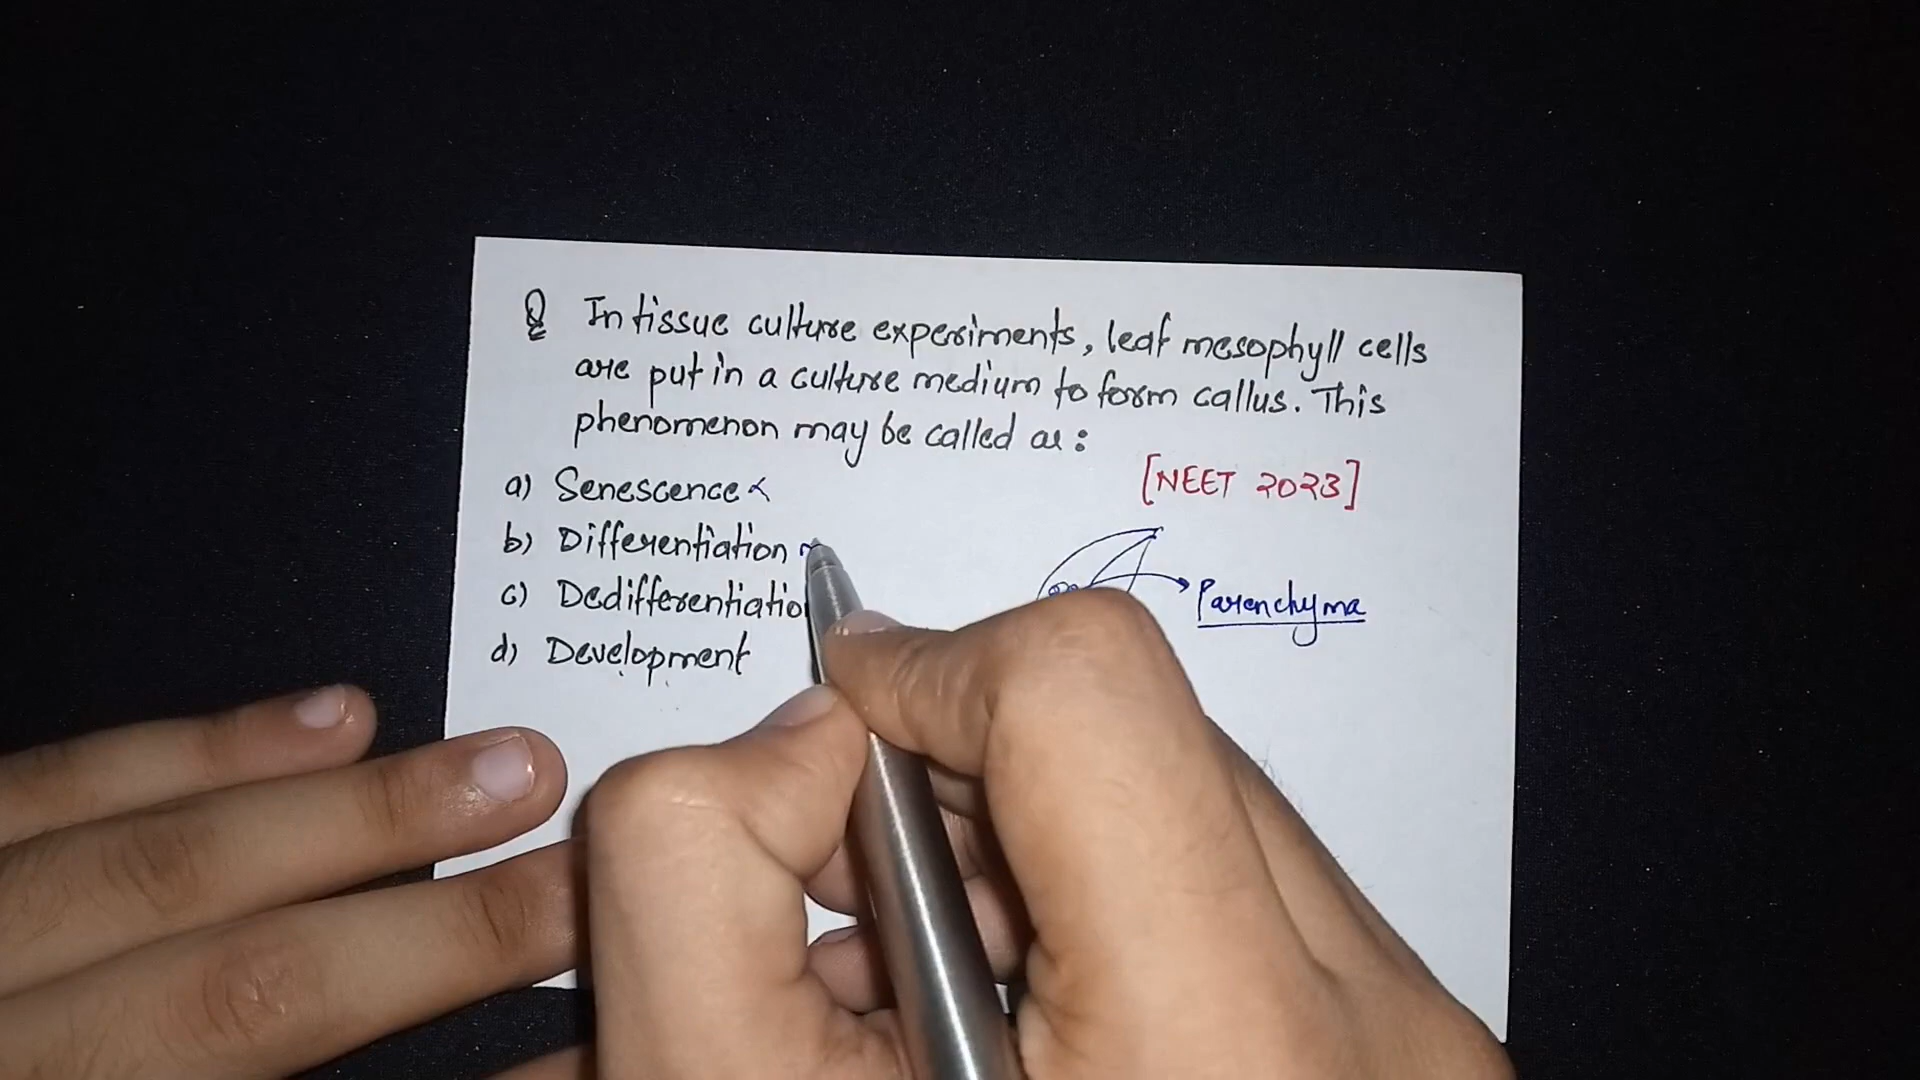 Q In tissue culture experiments, leaf mesophyll cells
are put in a culture medium to form callus. This
phenomenon may be called as:
[NEET 2023]
a) Senescence
b) Differentiation
c) Dedifferentiatio
d) Development
Parenchyma